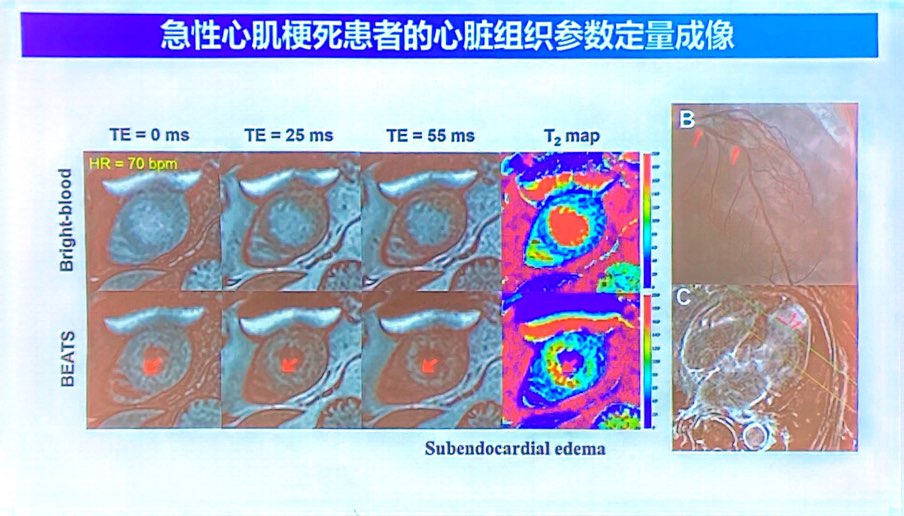 急性心肌梗死患者的心脏组织参数定量成像
TE = 0 ms
TE = 25 ms
TE = 55 ms
T₂ map
HR = 70 bpm
Bright-blood
BEATS
B
C
Subendocardial edema